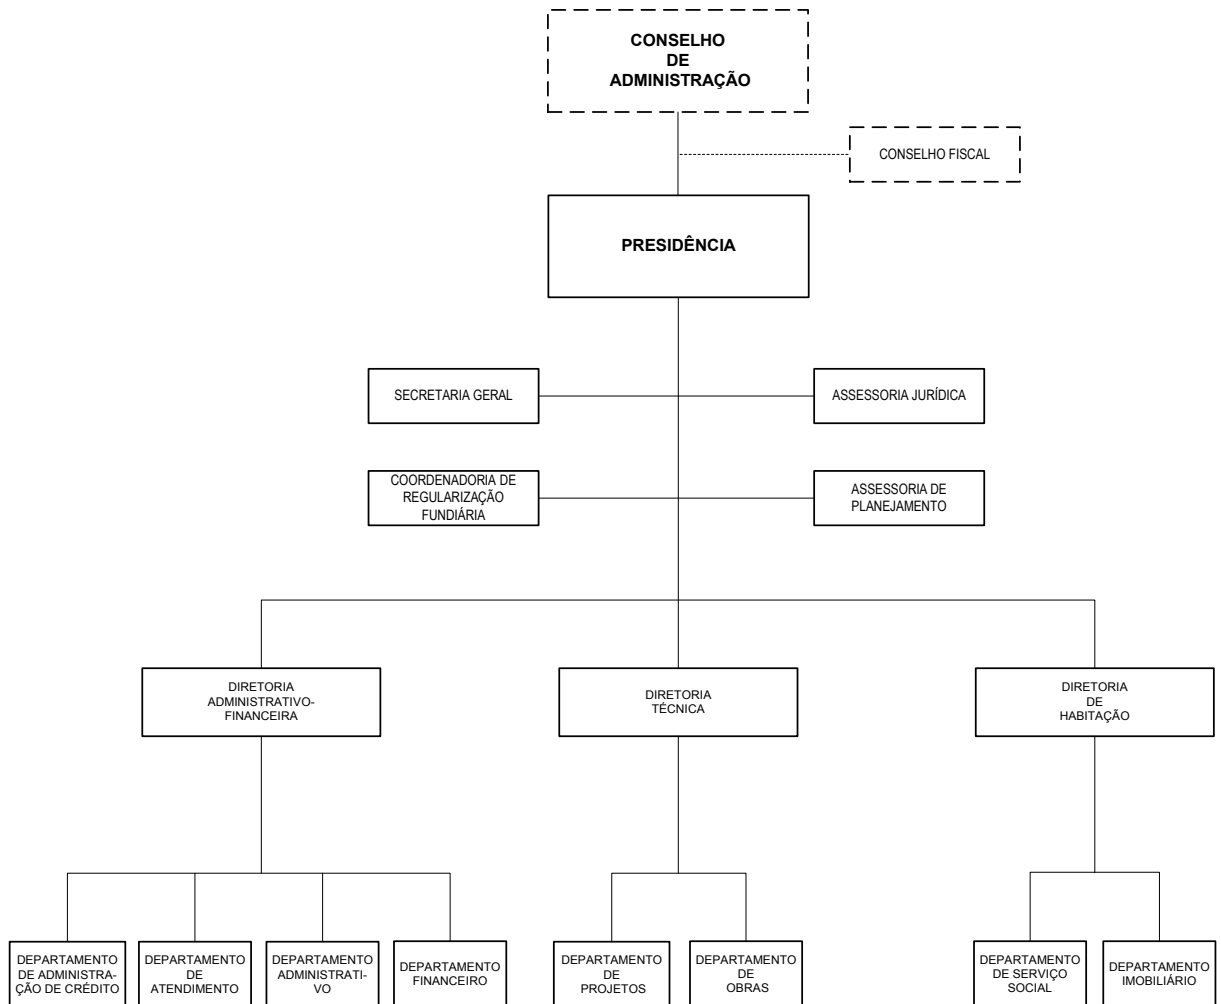 CONSELHO
DE
ADMINISTRAÇÃO
CONSELHO FISCAL
PRESIDÊNCIA
SECRETARIA GERAL
ASSESSORIA JURÍDICA
COORDENADORIA DE
REGULARIZAÇÃO
FUNDIÁRIA
ASSESSORIA DE
PLANEJAMENTO
DIRETORIA
ADMINISTRATIVO-
FINANCEIRA
DIRETORIA
TÉCNICA
DIRETORIA
DE
HABITAÇÃO
DEPARTAMENTO
DE ADMINISTRA-
ÇÃO DE CRÉDITO
DEPARTAMENTO
DE
ATENDIMENTO
DEPARTAMENTO
ADMINISTRATI-
VO
DEPARTAMENTO
FINANCEIRO
DEPARTAMENTO
DE
PROJETOS
DEPARTAMENTO
DE
OBRAS
DEPARTAMENTO
DE SERVIÇO
SOCIAL
DEPARTAMENTO
IMOBILIÁRIO